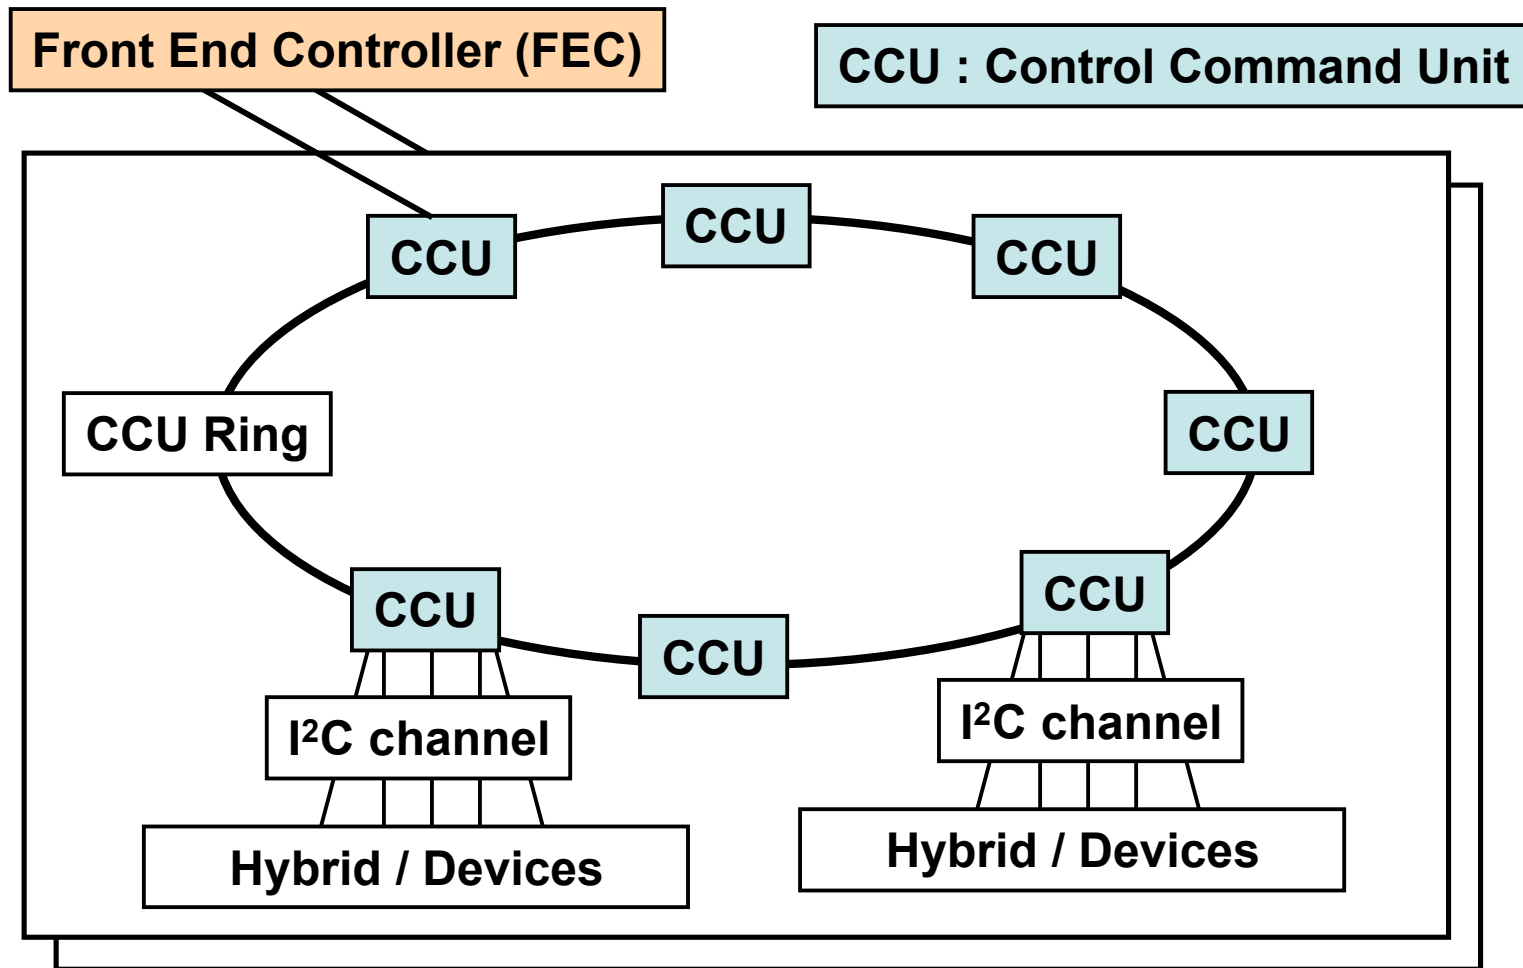 Front End Controller (FEC)
CCU : Control Command Unit
CCU
CCU
CCU
CCU Ring
CCU
CCU
CCU
CCU
I²C channel
I²C channel
Hybrid / Devices
Hybrid / Devices